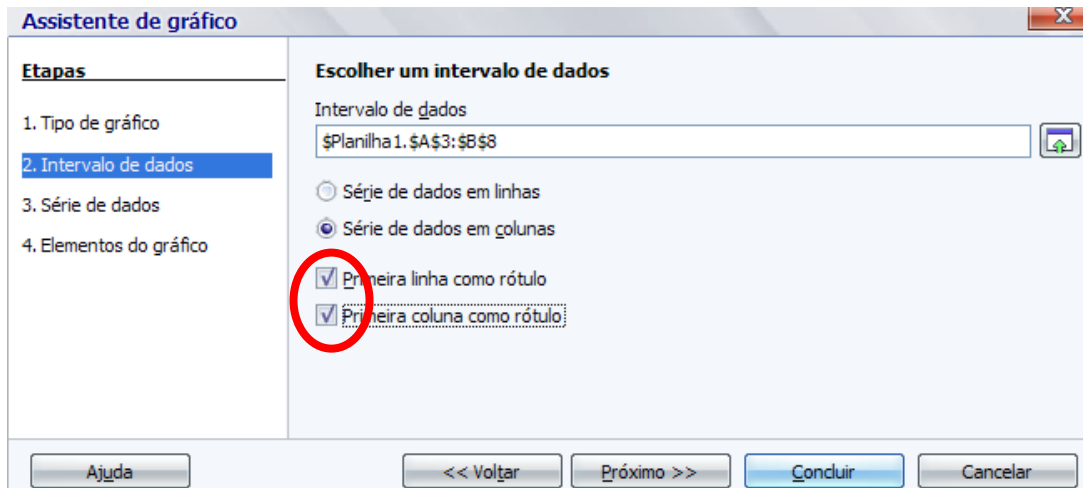 Assistente de gráfico
Etapas
1. Tipo de gráfico
2. Intervalo de dados
3. Série de dados
4. Elementos do gráfico
Escolher um intervalo de dados
Intervalo de dados
$Planilha1.$A$3:$B$8
Série de dados em linhas
Série de dados em colunas
Primeira linha como rótulo
Primeira coluna como rótulo
Ajuda
<< Voltar
Próximo >>
Concluir
Cancelar